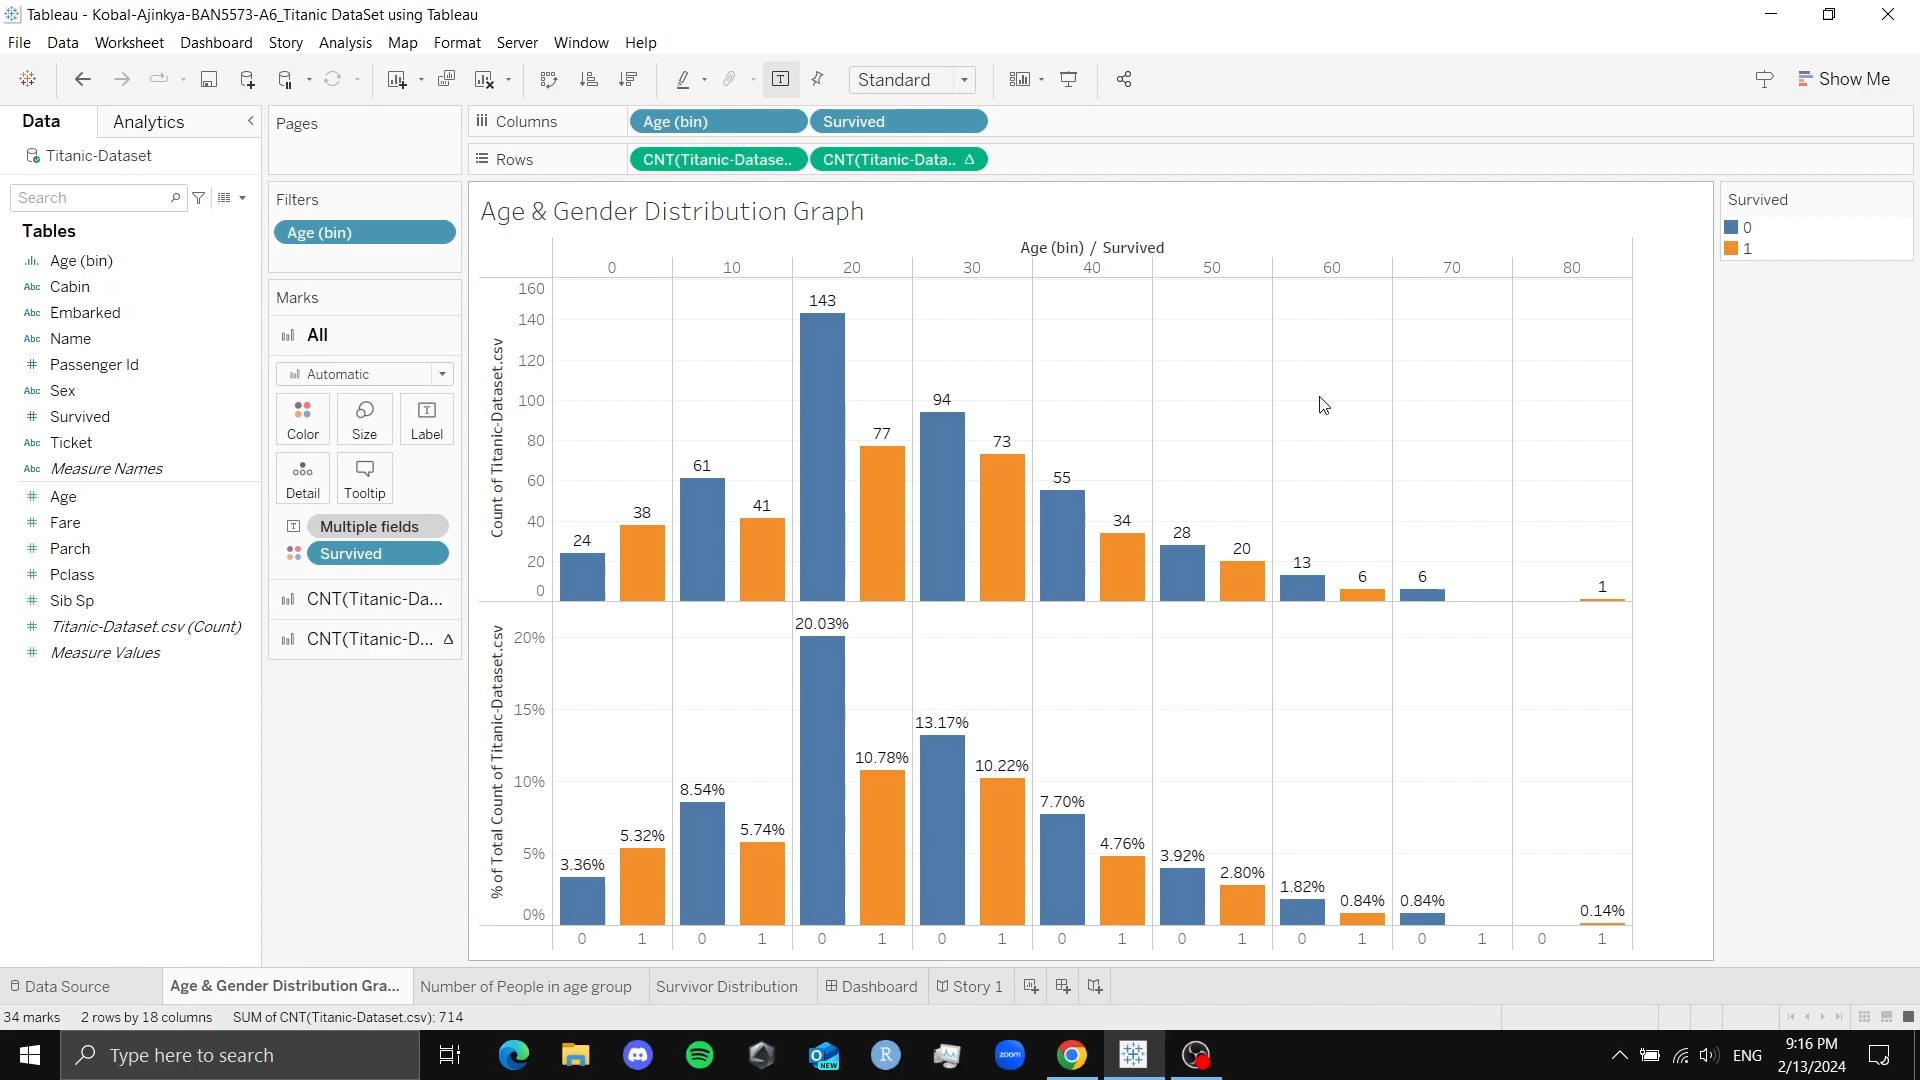 Tableau - Kobal-Ajinkya-BAN5573-A6_Titanic DataSet using Tableau
File Data Worksheet Dashboard Story Analysis Map Format Server Window Help
Standard
Show Me
Data Analytics
Titanic-Dataset
Search
Tables
Age (bin)
Abc Cabin
Abc Embarked
Abc Name
# Passenger Id
Abc Sex
# Survived
Abc Ticket
Abc Measure Names
# Age
# Fare
# Parch
# Pclass
# Sib Sp
# Titanic-Dataset.csv (Count)
# Measure Values
Pages
Filters
Age (bin)
Marks
All
Automatic
Color Size Label
Detail Tooltip
Multiple fields
Survived
CNT(Titanic-Da...
CNT(Titanic-D... Δ
Columns Age (bin) Survived
Rows CNT(Titanic-Datase.. CNT(Titanic-Data.. Δ
Age & Gender Distribution Graph
Age (bin) / Survived
0 10 20 30 40 50 60 70 80
Count of Titanic-Dataset.csv
160
140
120
100
80
60
40
20
0
24 38 61 41 143 77 94 73 55 34 28 20 13 6 6 1
% of Total Count of Titanic-Dataset.csv
20%
15%
10%
5%
0%
3.36% 5.32% 8.54% 5.74% 20.03% 10.78% 13.17% 10.22% 7.70% 4.76% 3.92% 2.80% 1.82% 0.84% 0.84% 0.14%
0 1 0 1 0 1 0 1 0 1 0 1 0 1 0 1 0 1
Survived
0
1
Data Source Age & Gender Distribution Gra... Number of People in age group Survivor Distribution Dashboard Story 1
34 marks 2 rows by 18 columns SUM of CNT(Titanic-Dataset.csv): 714
Type here to search
NEW
R
zoom
ENG
9:16 PM
2/13/2024